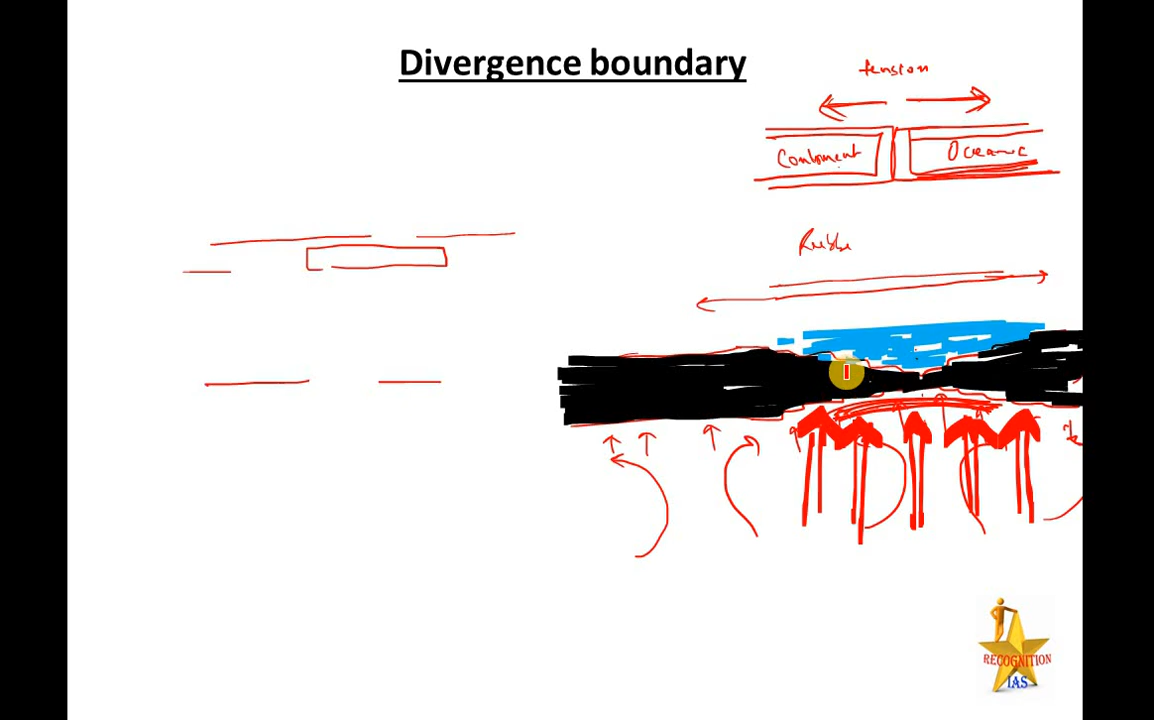 Divergence boundary
tension
Continent
Oceanic
RECOGNITION
IAS